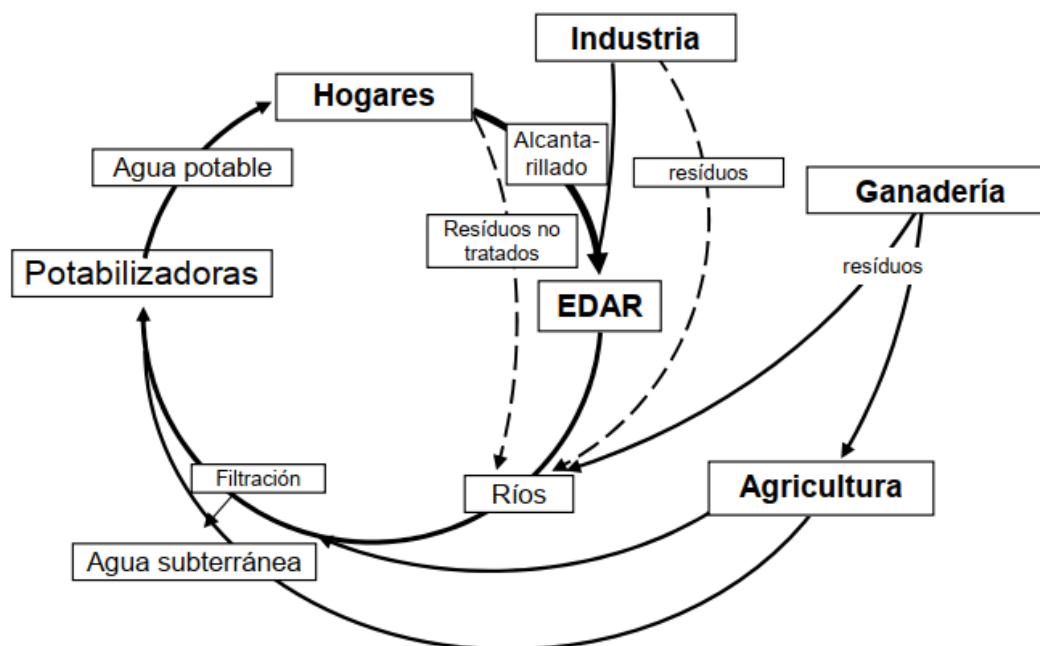 Industria
Hogares
Alcanta-
rillado
Agua potable
resíduos
Ganadería
Resíduos no
tratados
resíduos
Potabilizadoras
EDAR
Filtración
Ríos
Agricultura
Agua subterránea